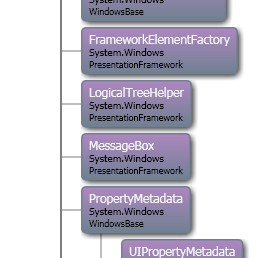 System.Windows
WindowsBase
FrameworkElementFactory
System.Windows
PresentationFramework
LogicalTreeHelper
System.Windows
PresentationFramework
MessageBox
System.Windows
PresentationFramework
PropertyMetadata
System.Windows
WindowsBase
UIPropertyMetadata